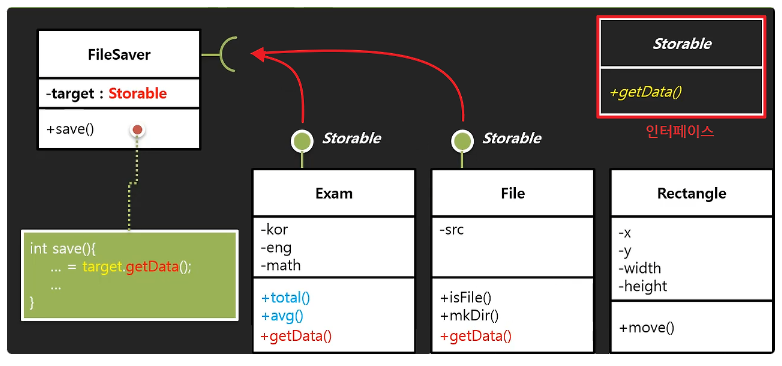 FileSaver
-target : Storable
+save()
int save(){
... = target.getData();
...
}
Storable
+getData()
인터페이스
Storable
Exam
-kor
-eng
-math
+total()
+avg()
+getData()
Storable
File
-src
+isFile()
+mkDir()
+getData()
Rectangle
-x
-y
-width
-height
+move()